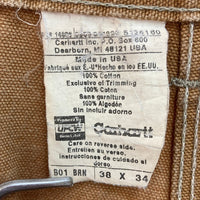 Carhartt Inc. P.O. Box 600
Dearborn, MI 48121 USA
Made in USA
Fabriqué aux E.-U*Hecho en los EE.UU.
100% Cotton
Exclusive of Trimming
100% Coton
Sans garniture
100% Algodón
Sin incluir adorno
UFCW
Carhartt
Care on reverse side.
Entretien au verso.
instrucciones de cuidado al
dorso
B01 BRN 38 X 34